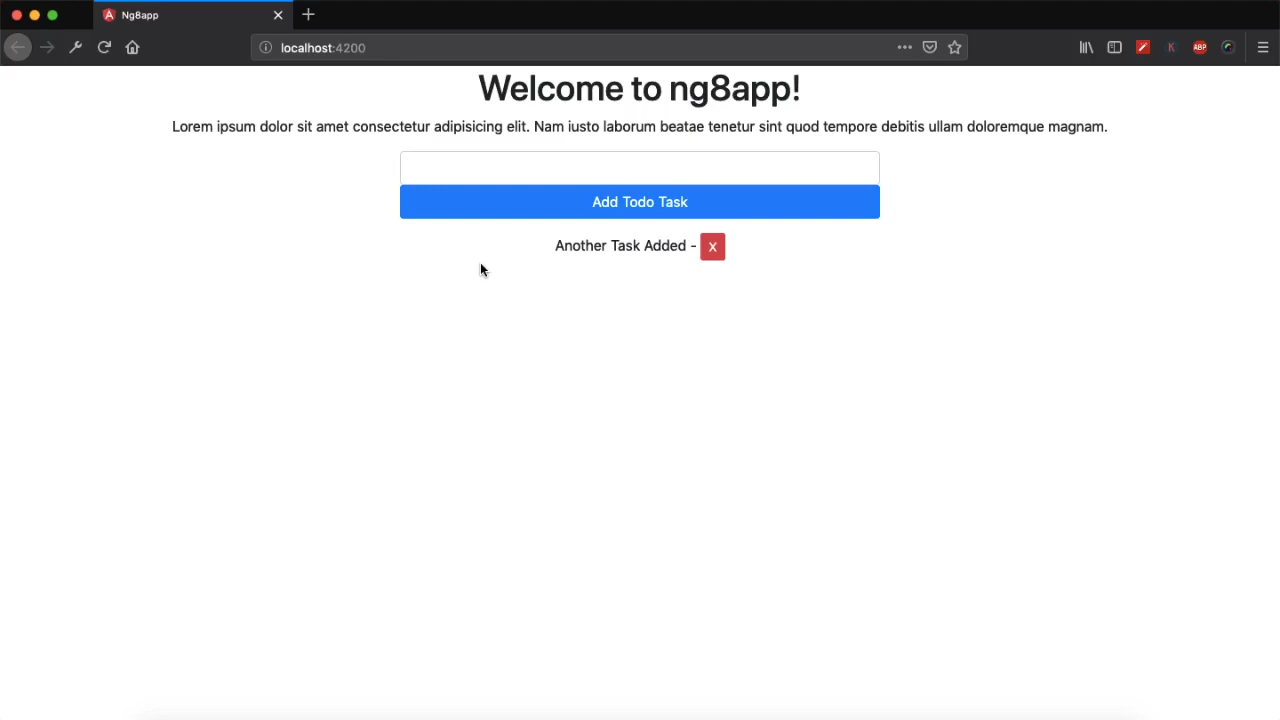 Ng8app
localhost:4200
K
ABP
Welcome to ng8app!
Lorem ipsum dolor sit amet consectetur adipisicing elit. Nam iusto laborum beatae tenetur sint quod tempore debitis ullam doloremque magnam.
Add Todo Task
Another Task Added - x